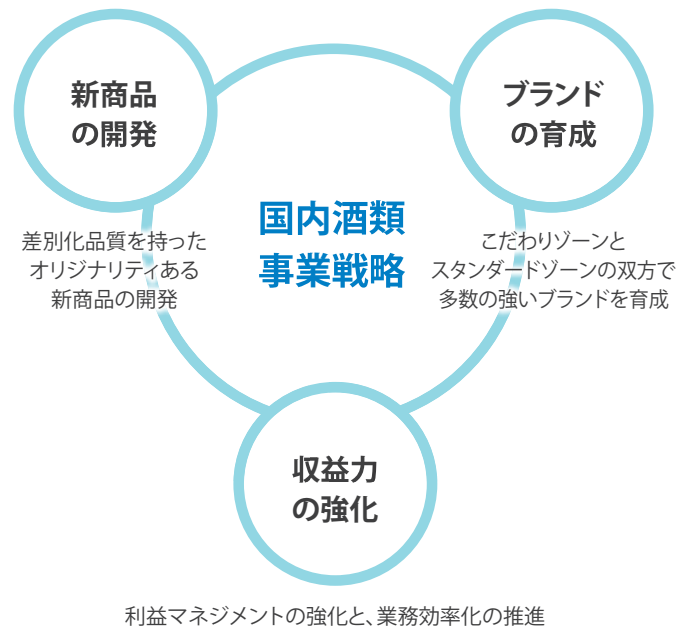 新商品
の開発
差別化品質を持った
オリジナリティある
新商品の開発
ブランド
の育成
こだわりゾーンと
スタンダードゾーンの双方で
多数の強いブランドを育成
国内酒類
事業戦略
収益力
の強化
利益マネジメントの強化と、業務効率化の推進